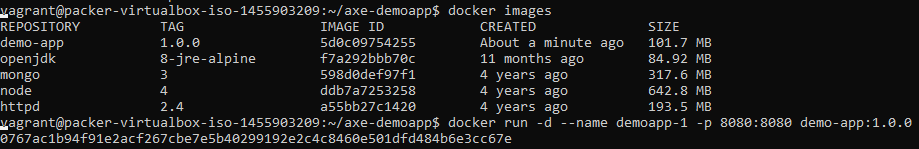 vagrant@packer-virtualbox-iso-1455903209:~/axe-demoapp$ docker images
REPOSITORY TAG IMAGE ID CREATED SIZE
demo-app 1.0.0 5d0c09754255 About a minute ago 101.7 MB
openjdk 8-jre-alpine f7a292bbb70c 11 months ago 84.92 MB
mongo 3 598d0def97f1 4 years ago 317.6 MB
node 4 ddb7a7253258 4 years ago 642.8 MB
httpd 2.4 a55bb27c1420 4 years ago 193.5 MB
vagrant@packer-virtualbox-iso-1455903209:~/axe-demoapp$ docker run -d --name demoapp-1 -p 8080:8080 demo-app:1.0.0
0767ac1b94f91e2acf267cbe7e5b40299192e2c4c8460e501dfd484b6e3cc67e